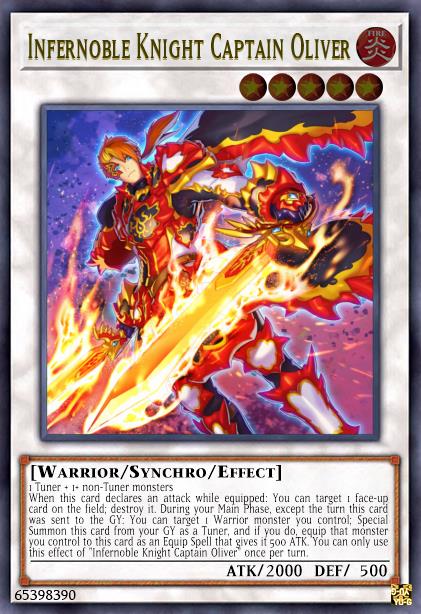 INFERNOBLE KNIGHT CAPTAIN OLIVER
FIRE
炎
[WARRIOR/SYNCHRO/EFFECT]
1 Tuner + 1+ non-Tuner monsters
When this card declares an attack while equipped: You can target 1 face-up
card on the field; destroy it. During your Main Phase, except the turn this card
was sent to the GY: You can target 1 Warrior monster you control; Special
Summon this card from your GY as a Tuner, and if you do, equip that monster
you control to this card as an Equip Spell that gives it 500 ATK. You can only use
this effect of "Infernoble Knight Captain Oliver" once per turn.
ATK/2000 DEF/ 500
65398390